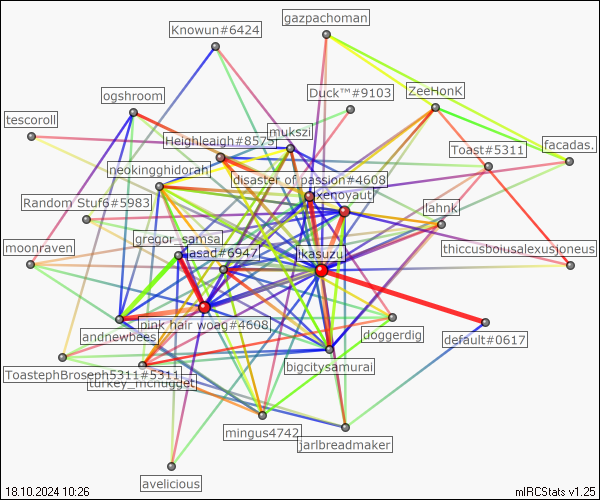 gazpachoman
Knowun#6424
Duck™#9103
ZeeHonK
ogshroom
tescoroll
mukszi
Heighleaigh#8575
facadas.
Toast#5311
neokingghidorah
disaster of passion#4608
xenoyaut
Random Stuf6#5983
lahnk
gregor_samsa
moonraven
asad#6947
ikasuzu
thiccusboiusalexusjoneus
pink hair woag#4608
andnewbees
doggerdig
default#0617
bigcitysamurai
ToastephBroseph5311#5311
turkey_mcnugget
mingus4742
jarlbreadmaker
avelicious
18.10.2024 10:26
mIRCStats v1.25